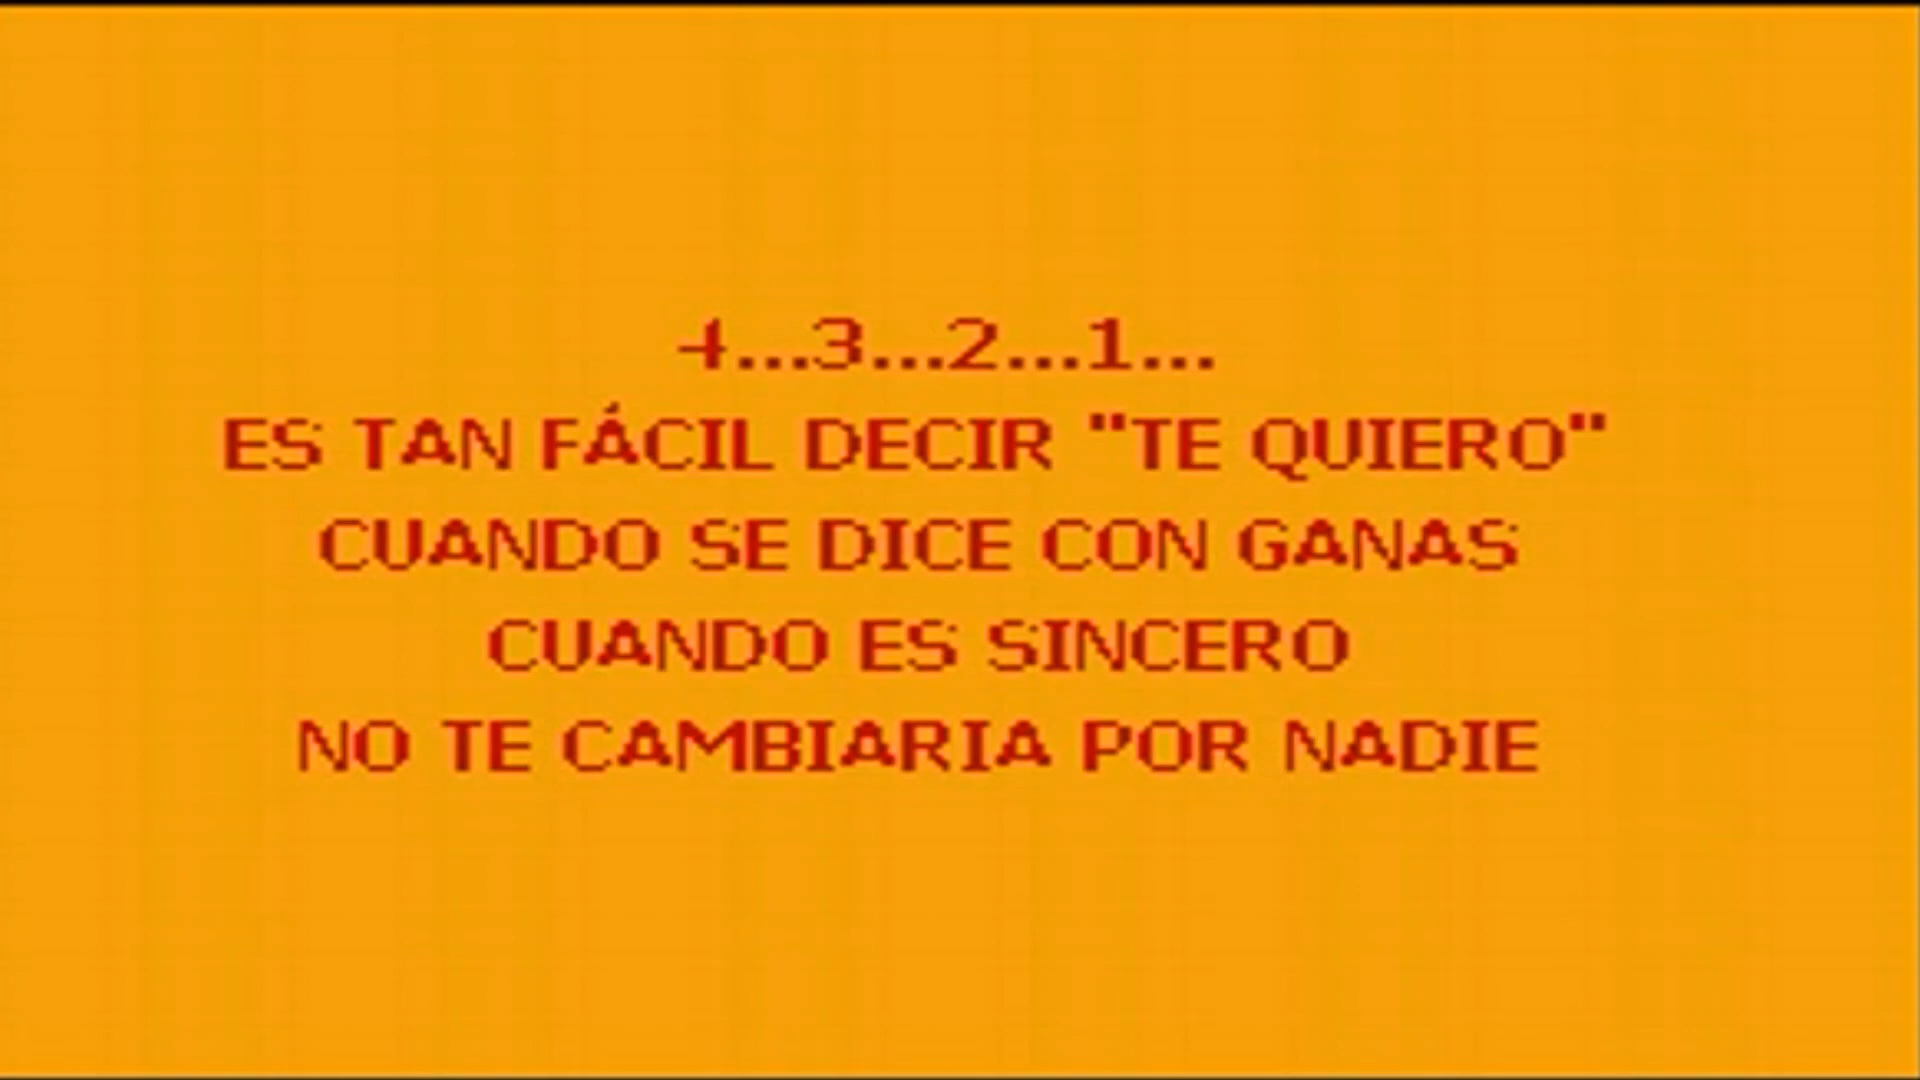 4...3...2...1...
ES TAN FÁCIL DECIR "TE QUIERO"
CUANDO SE DICE CON GANAS
CUANDO ES SINCERO
NO TE CAMBIARIA POR NADIE